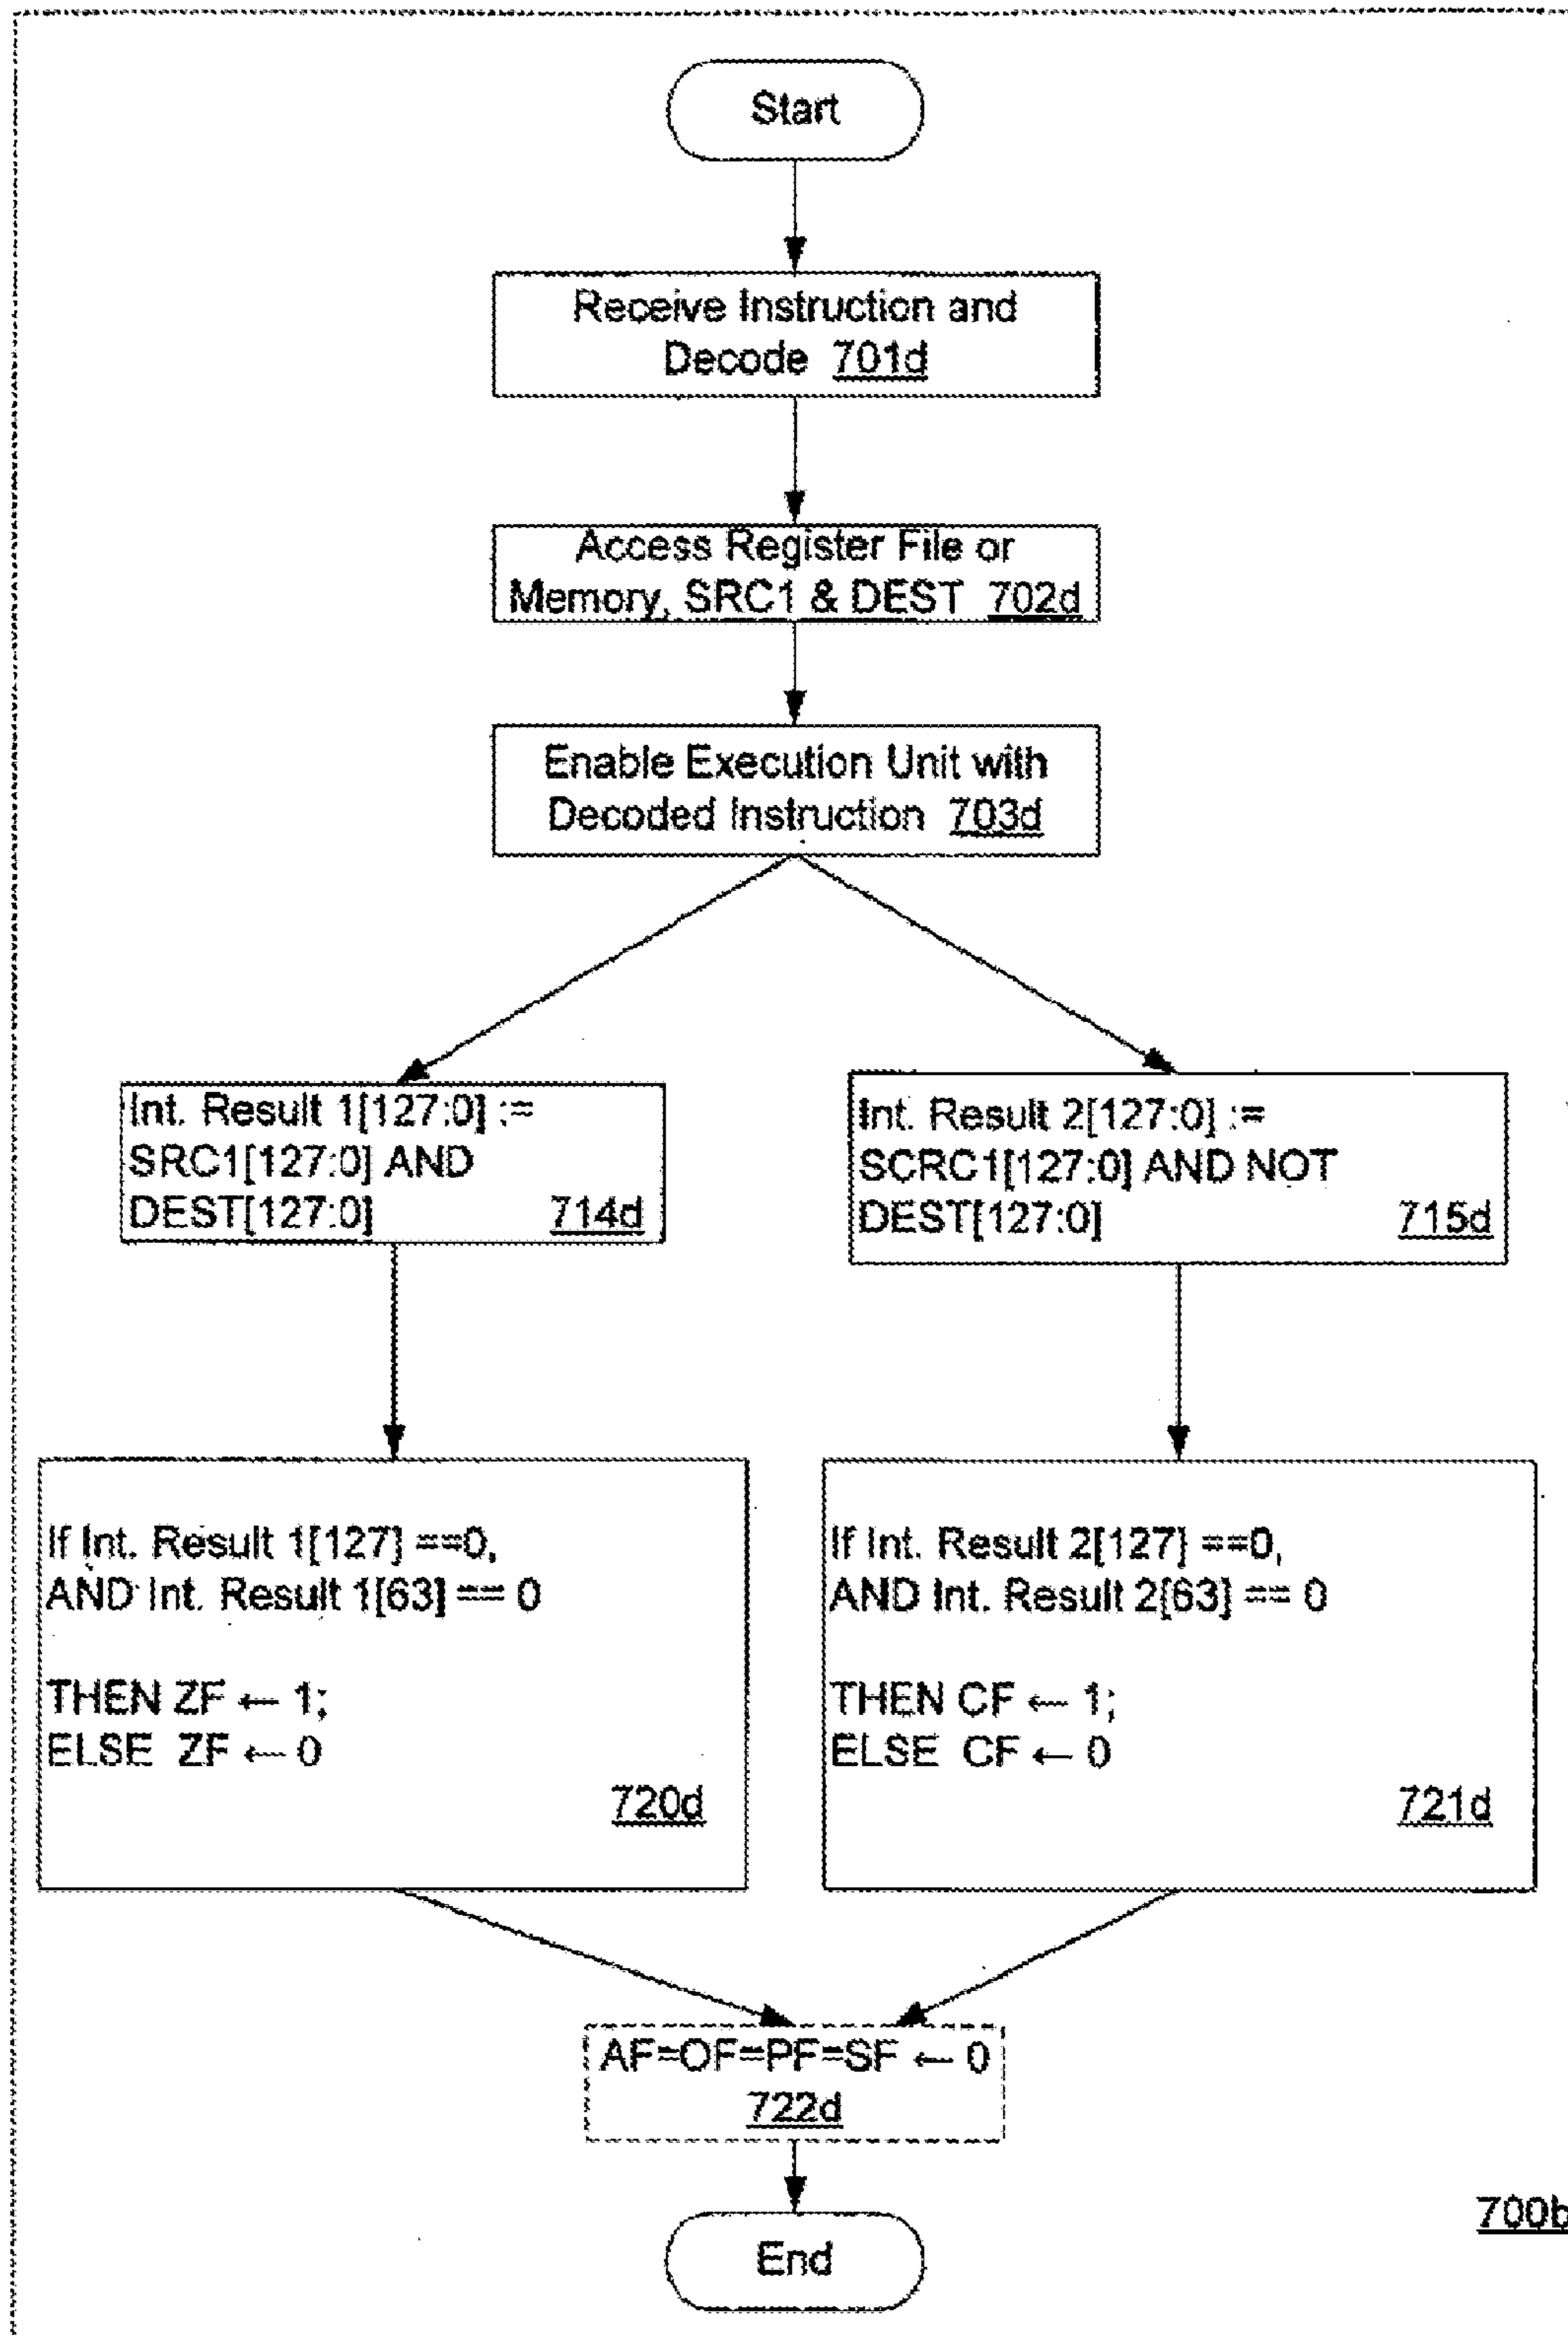 Start
Receive Instruction and
Decode 701d
Access Register File or
Memory, SRC1 & DEST 702d
Enable Execution Unit with
Decoded Instruction 703d
Int. Result 1[127:0] :=
SRC1[127:0] AND
DEST[127:0] 714d
Int. Result 2[127:0] :=
SCRC1[127:0] AND NOT
DEST[127:0] 715d
If Int. Result 1[127] ==0,
AND Int. Result 1[63] == 0
THEN ZF ← 1;
ELSE ZF ← 0
720d
If Int. Result 2[127] ==0,
AND Int. Result 2[63] == 0
THEN CF ← 1;
ELSE CF ← 0
721d
AF=OF=PF=SF ← 0
722d
End
700b